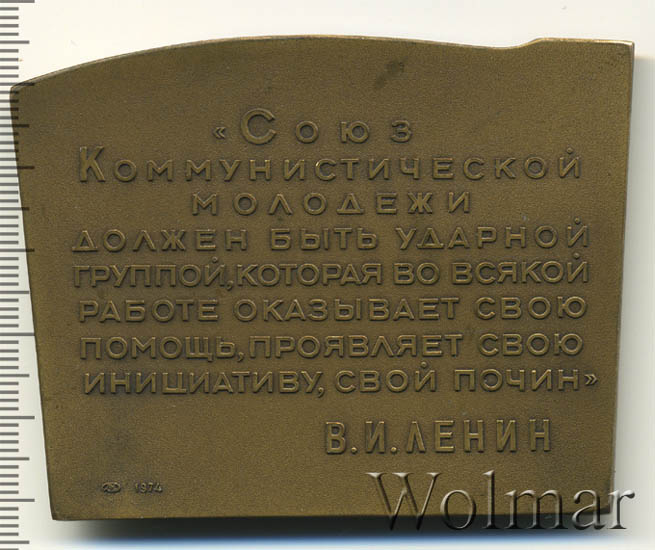 «Союз
Коммунистической
молодежи
должен быть ударной
группой, которая во всякой
работе оказывает свою
помощь, проявляет свою
инициативу, свой почин»
В.И.ЛЕНИН
1974
Wolmar